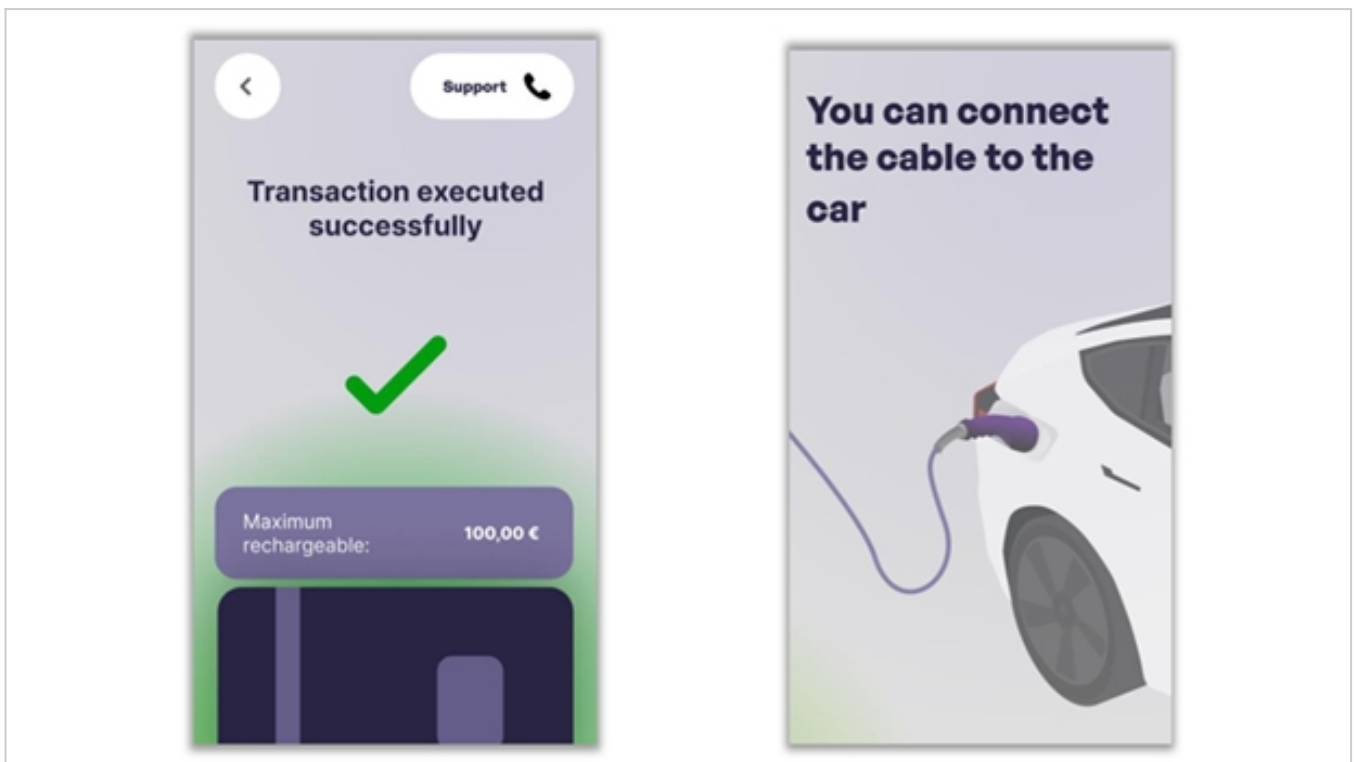 Support
Transaction executed
successfully
Maximum
rechargeable:
100,00 €
You can connect
the cable to the
car